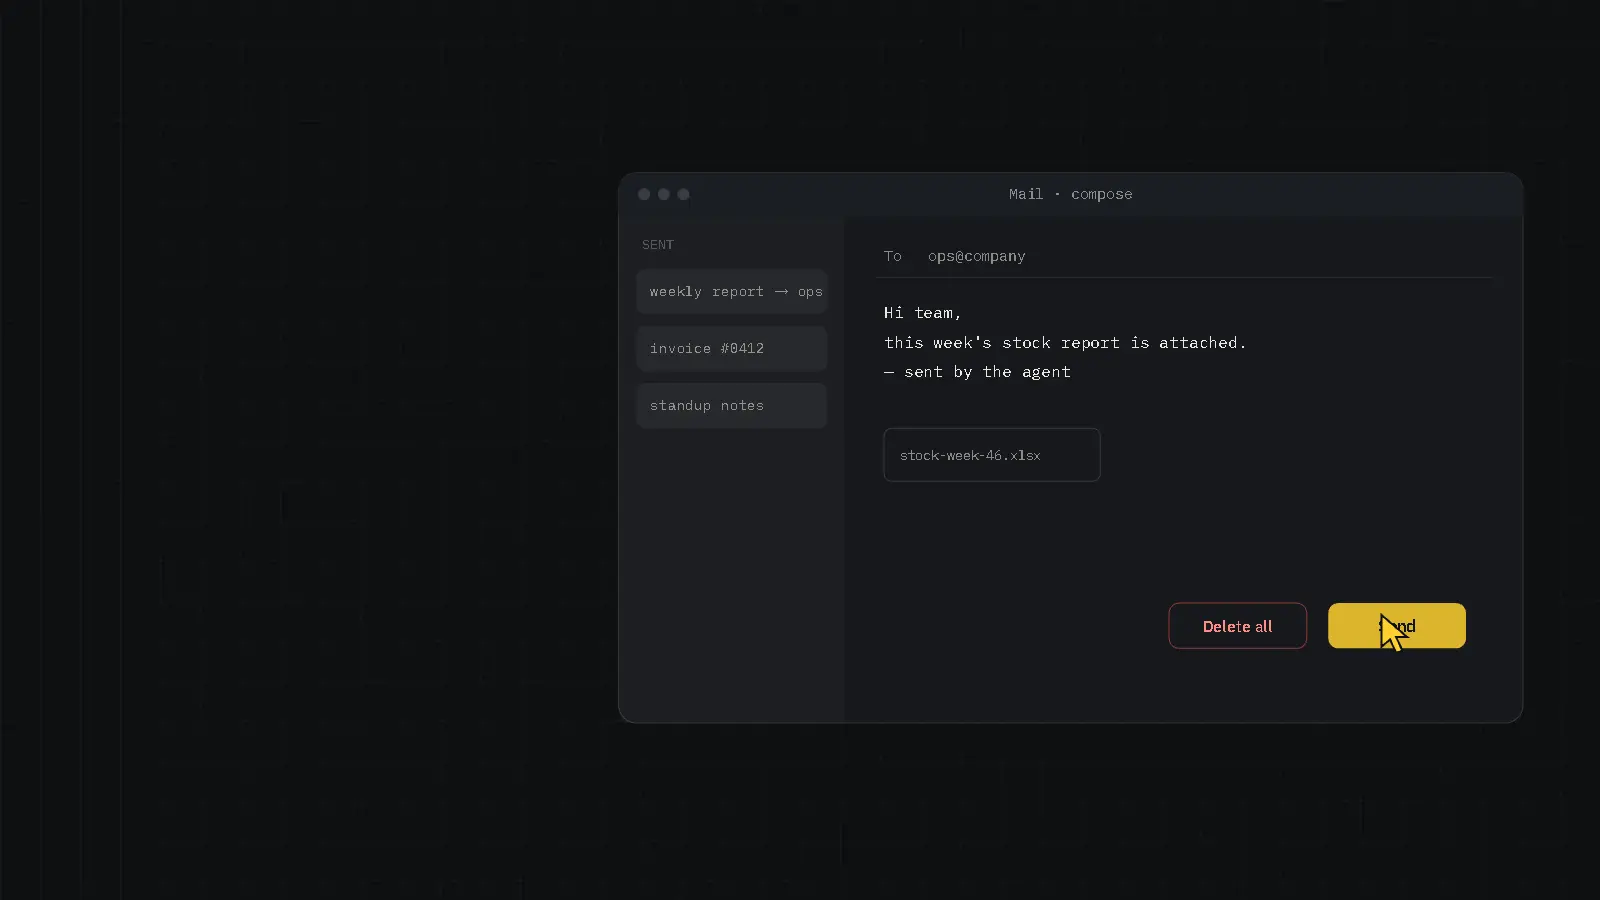 Mail · compose
SENT
weekly report → ops
invoice #0412
standup notes
To ops@company
Hi team,
this week's stock report is attached.
— sent by the agent
stock-week-46.xlsx
Delete all